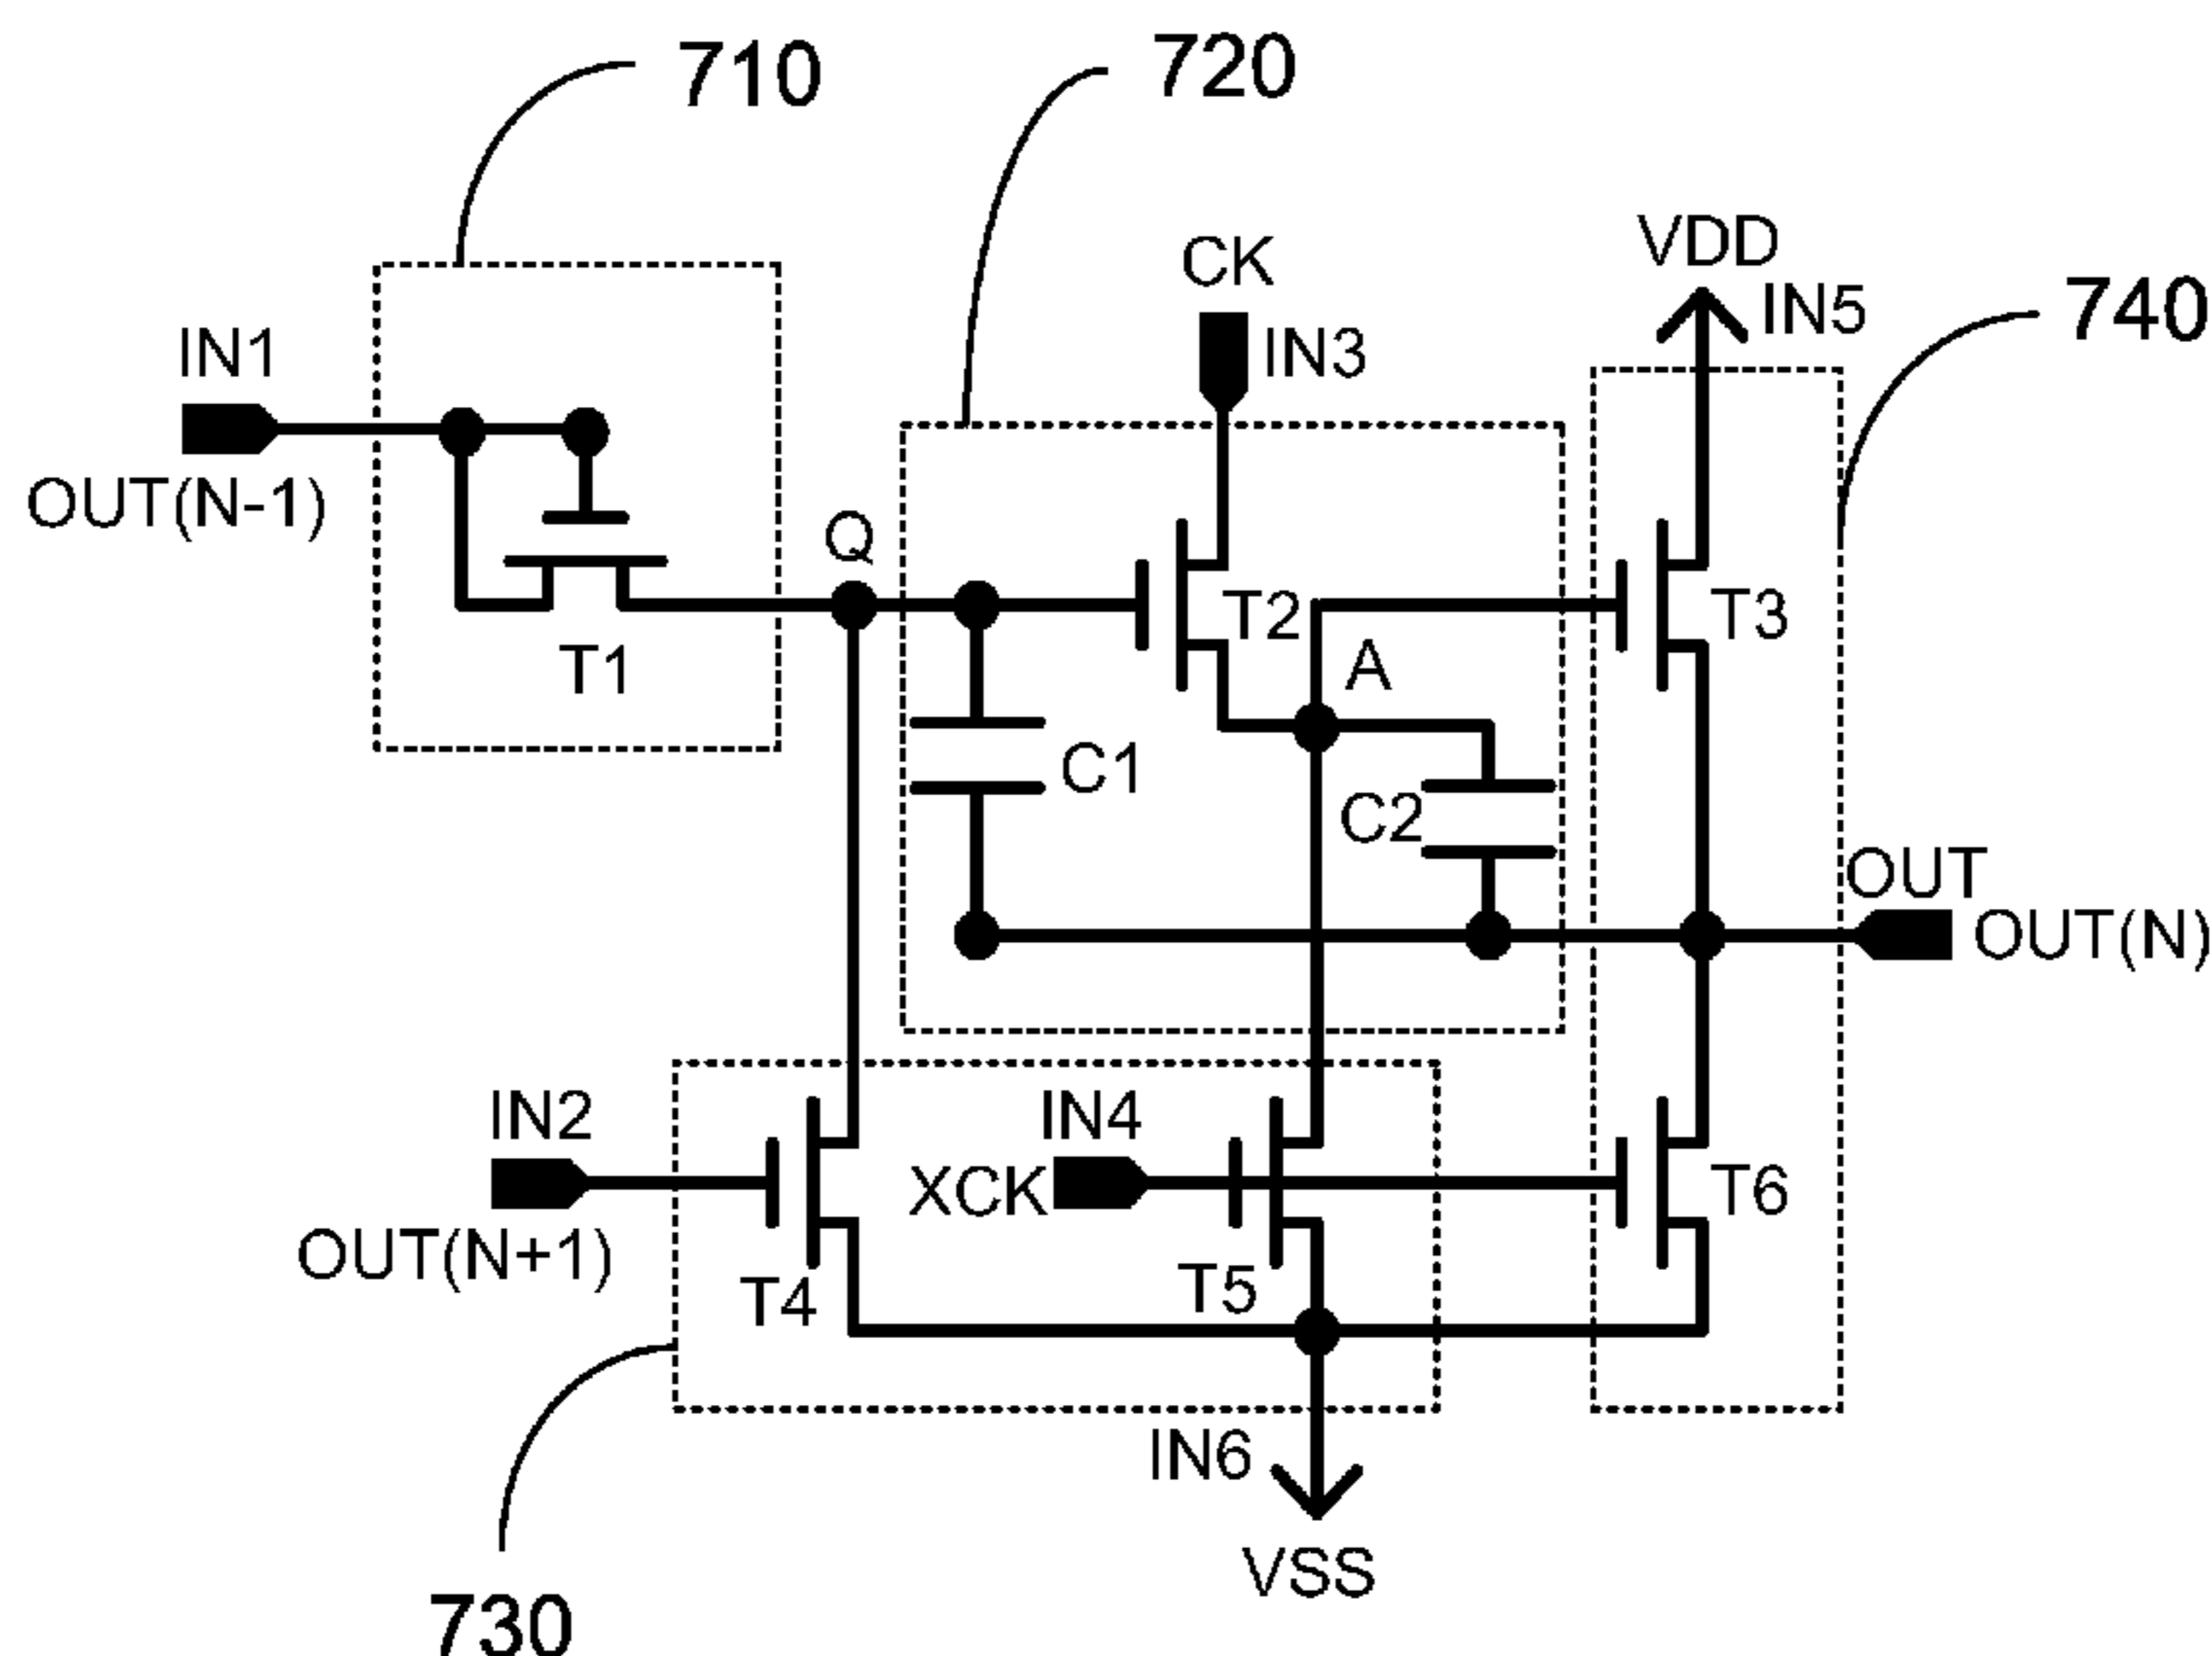 710
720
CK
VDD
IN1
IN3
IN5
740
OUT(N-1)
Q
T1
T2
T3
A
C1
C2
OUT
OUT(N)
IN2
IN4
XCK
T6
OUT(N+1)
T4
T5
IN6
VSS
730